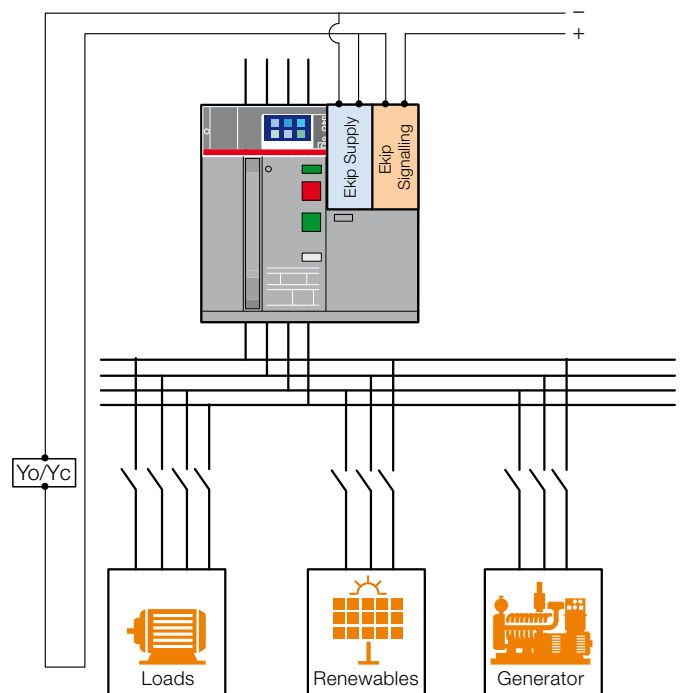 −
+
Ekip Supply
Ekip
Signalling
Yo/Yc
Loads
Renewables
Generator